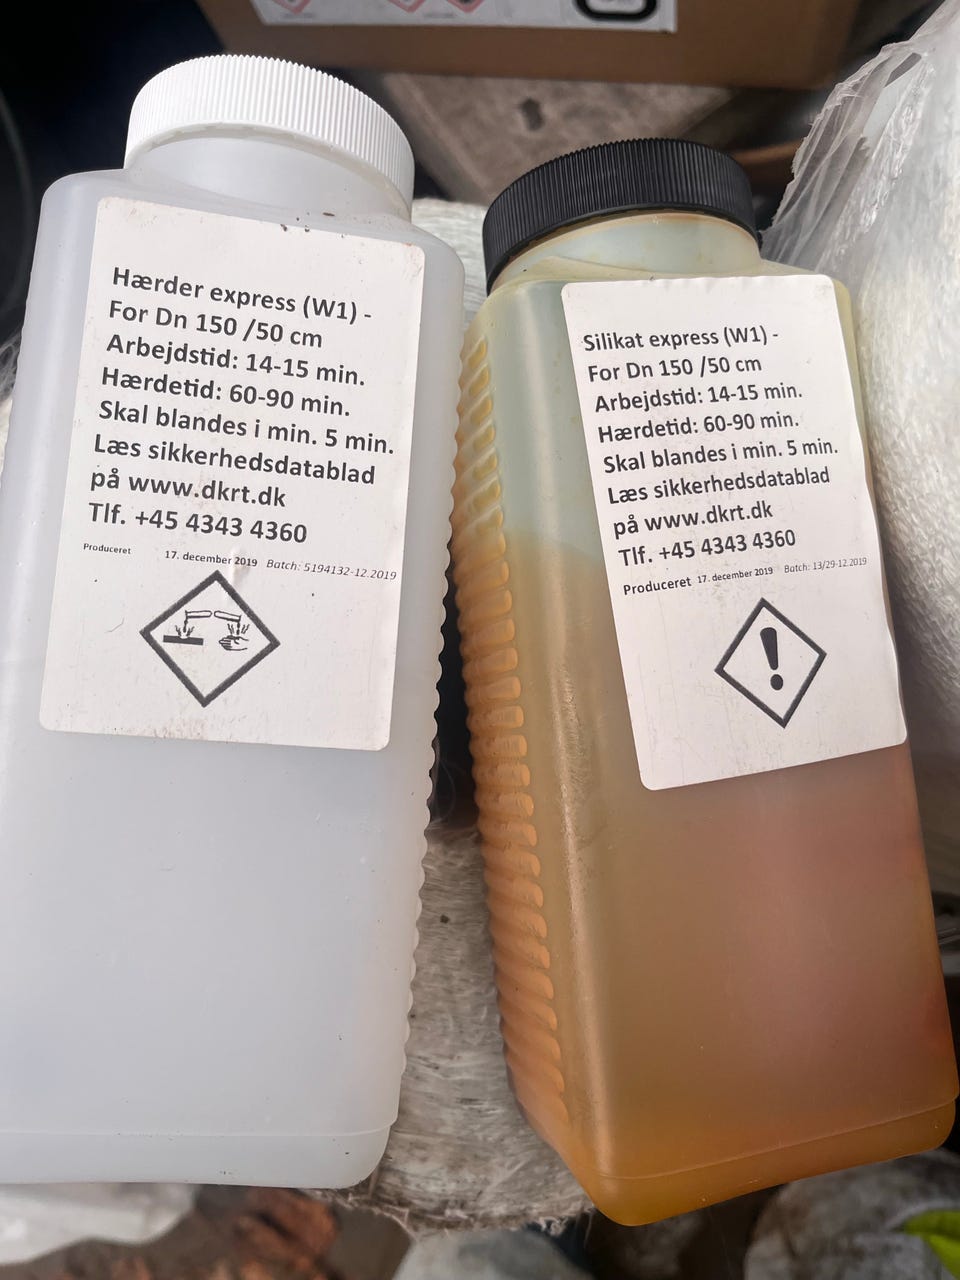 Hærder express (W1) -
For Dn 150 /50 cm
Arbejdstid: 14-15 min.
Hærdetid: 60-90 min.
Skal blandes i min. 5 min.
Læs sikkerhedsdatablad
på www.dkrt.dk
Tlf. +45 4343 4360
Produceret 17. december 2019 Batch: 5194132-12.2019
Silikat express (W1) -
For Dn 150 /50 cm
Arbejdstid: 14-15 min.
Hærdetid: 60-90 min.
Skal blandes i min. 5 min.
Læs sikkerhedsdatablad
på www.dkrt.dk
Tlf. +45 4343 4360
Produceret 17. december 2019 Batch: 13/29-12.2019